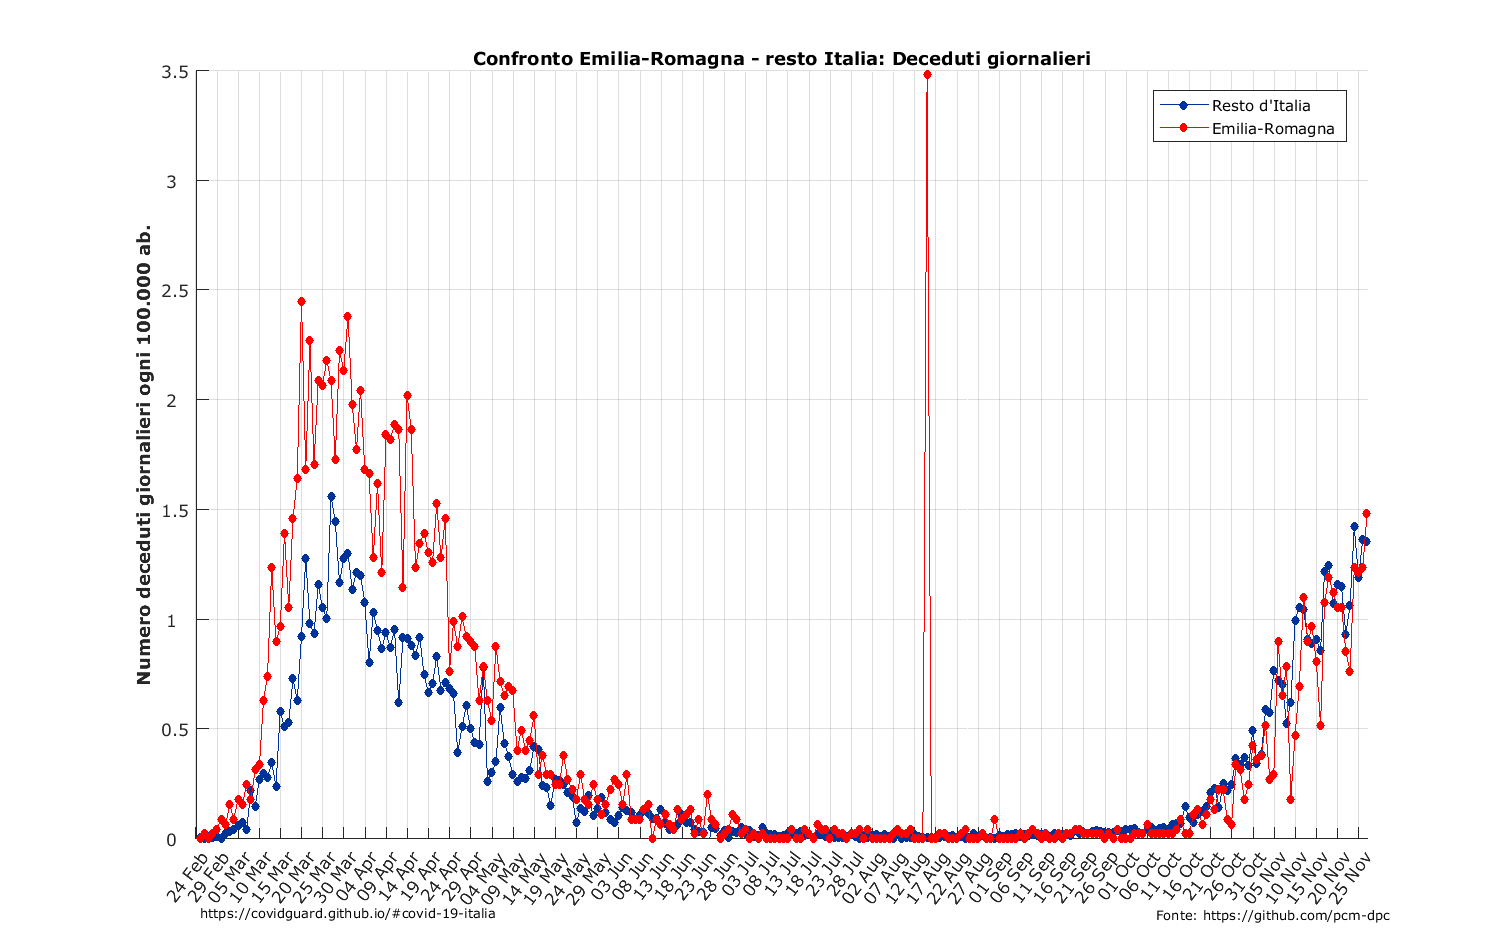 Confronto Emilia-Romagna - resto Italia: Deceduti giornalieri
Resto d'Italia
Emilia-Romagna
Numero deceduti giornalieri ogni 100.000 ab.
3.5
3
2.5
2
1.5
1
0.5
0
24 Feb
29 Feb
05 Mar
10 Mar
15 Mar
20 Mar
25 Mar
30 Mar
04 Apr
09 Apr
14 Apr
19 Apr
24 Apr
29 Apr
04 May
09 May
14 May
19 May
24 May
29 May
03 Jun
08 Jun
13 Jun
18 Jun
23 Jun
28 Jun
03 Jul
08 Jul
13 Jul
18 Jul
23 Jul
28 Jul
02 Aug
07 Aug
12 Aug
17 Aug
22 Aug
27 Aug
01 Sep
06 Sep
11 Sep
16 Sep
21 Sep
26 Sep
01 Oct
06 Oct
11 Oct
16 Oct
21 Oct
26 Oct
31 Oct
05 Nov
10 Nov
15 Nov
20 Nov
25 Nov
https://covidguard.github.io/#covid-19-italia
Fonte: https://github.com/pcm-dpc